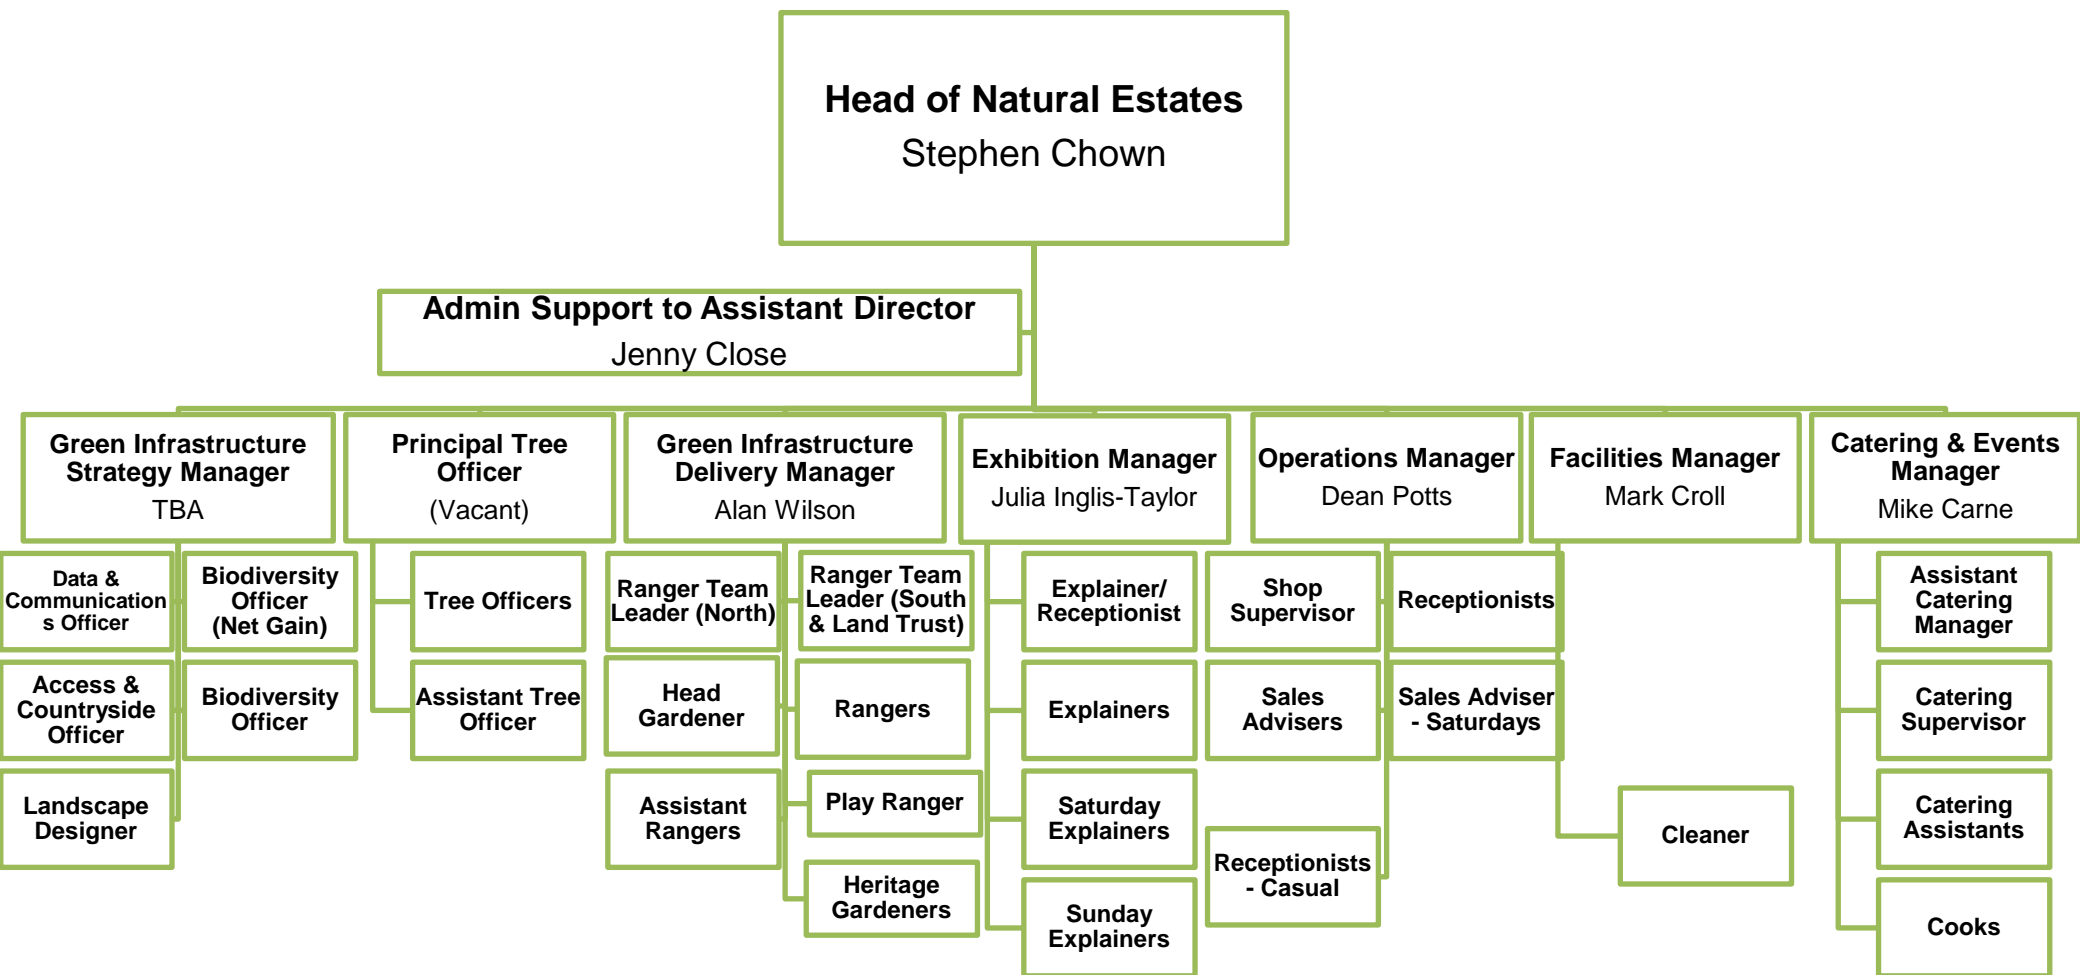 Head of Natural Estates
Stephen Chown
Admin Support to Assistant Director
Jenny Close
Green Infrastructure
Strategy Manager
TBA
Principal Tree
Officer
(Vacant)
Green Infrastructure
Delivery Manager
Alan Wilson
Exhibition Manager
Julia Inglis-Taylor
Operations Manager
Dean Potts
Facilities Manager
Mark Croll
Catering & Events
Manager
Mike Carne
Data &
Communication
s Officer
Biodiversity
Officer
(Net Gain)
Access &
Countryside
Officer
Biodiversity
Officer
Landscape
Designer
Tree Officers
Assistant Tree
Officer
Ranger Team
Leader (North)
Ranger Team
Leader (South
& Land Trust)
Head
Gardener
Rangers
Assistant
Rangers
Play Ranger
Heritage
Gardeners
Explainer/
Receptionist
Explainers
Saturday
Explainers
Sunday
Explainers
Shop
Supervisor
Receptionists
Sales
Advisers
Sales Adviser
- Saturdays
Receptionists
- Casual
Cleaner
Assistant
Catering
Manager
Catering
Supervisor
Catering
Assistants
Cooks